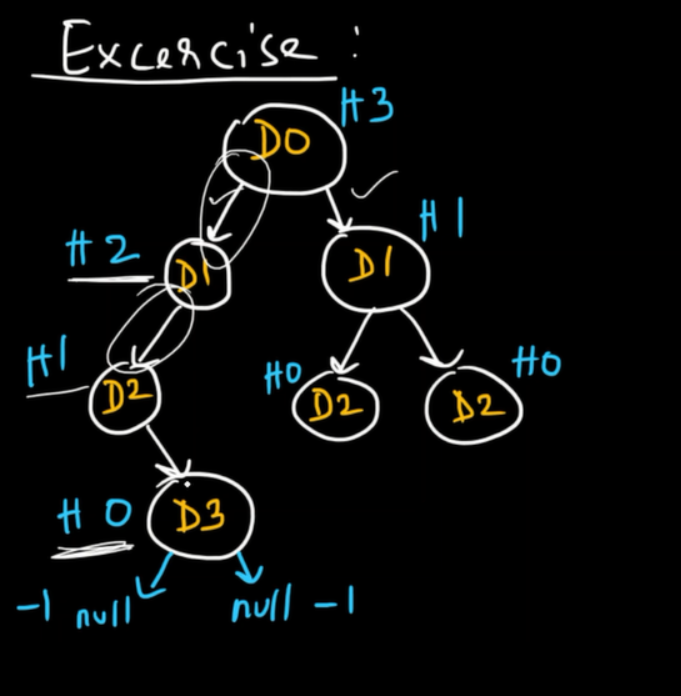 Excercise :
H3
D0
H1
H2
D1
D1
H1
H0
H0
D2
D2
D2
H0
D3
-1 null
null -1